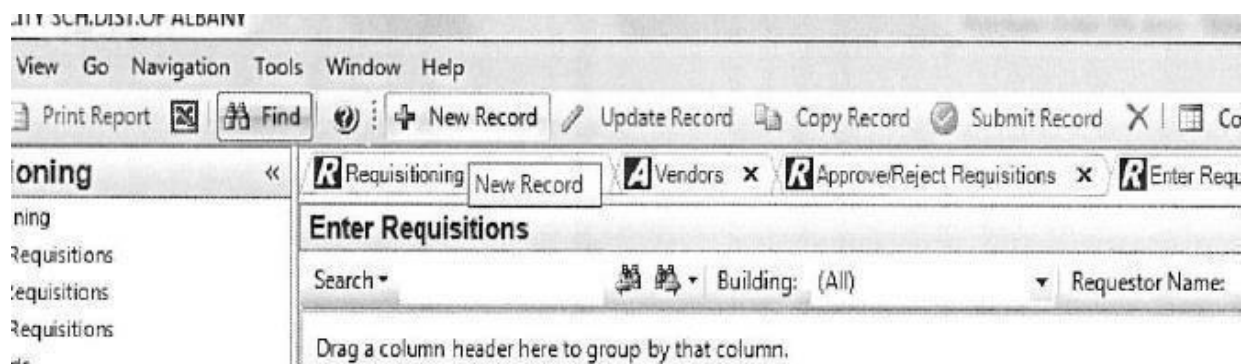 ITY SCH.DIST.OF ALBANY
View Go Navigation Tools Window Help
Print Report Find New Record Update Record Copy Record Submit Record Co
oning « R Requisitioning A Vendors × R Approve/Reject Requisitions × R Enter Requ
New Record
ning
Enter Requisitions
Requisitions
Search Building: (All) Requestor Name:
equisitions
Requisitions
Drag a column header here to group by that column.